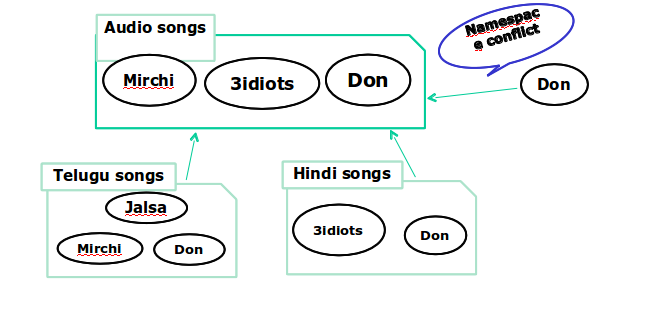 Audio songs
Namespac
e conflict
Mirchi
3idiots
Don
Don
Telugu songs
Hindi songs
Jalsa
Mirchi
Don
3idiots
Don